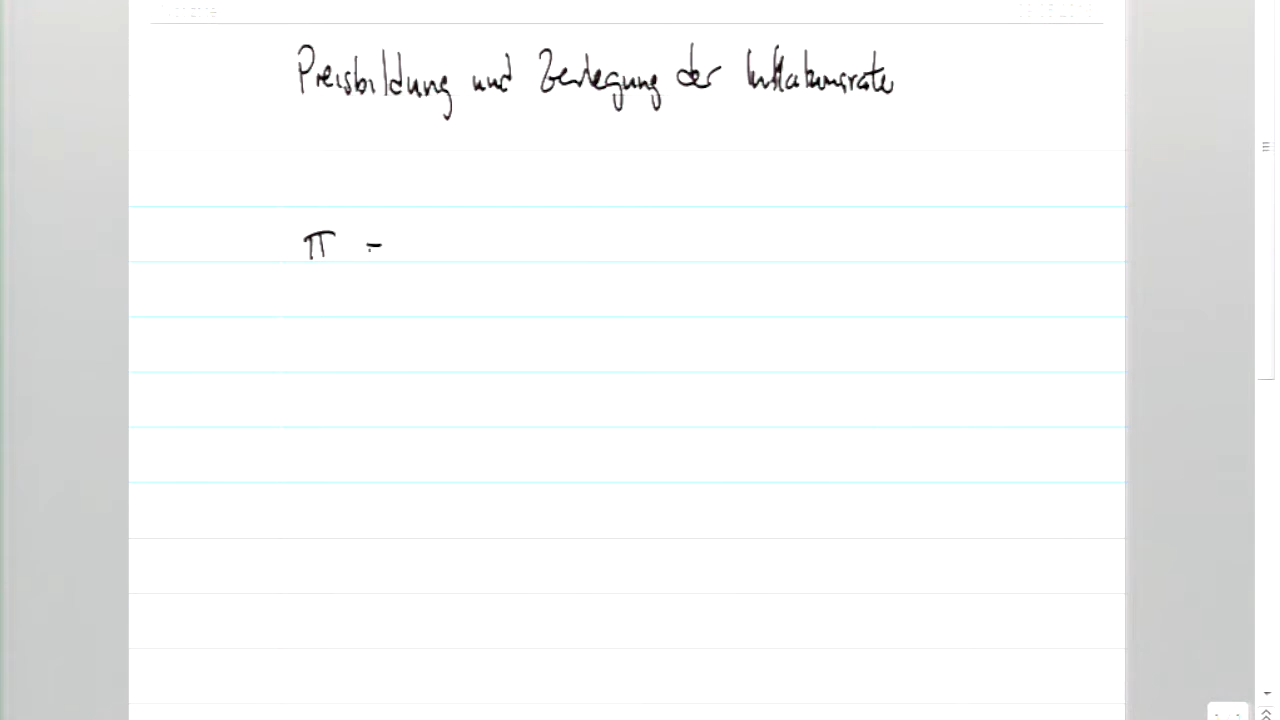 Preisbildung und Zerlegung der Inflationsrate
π =